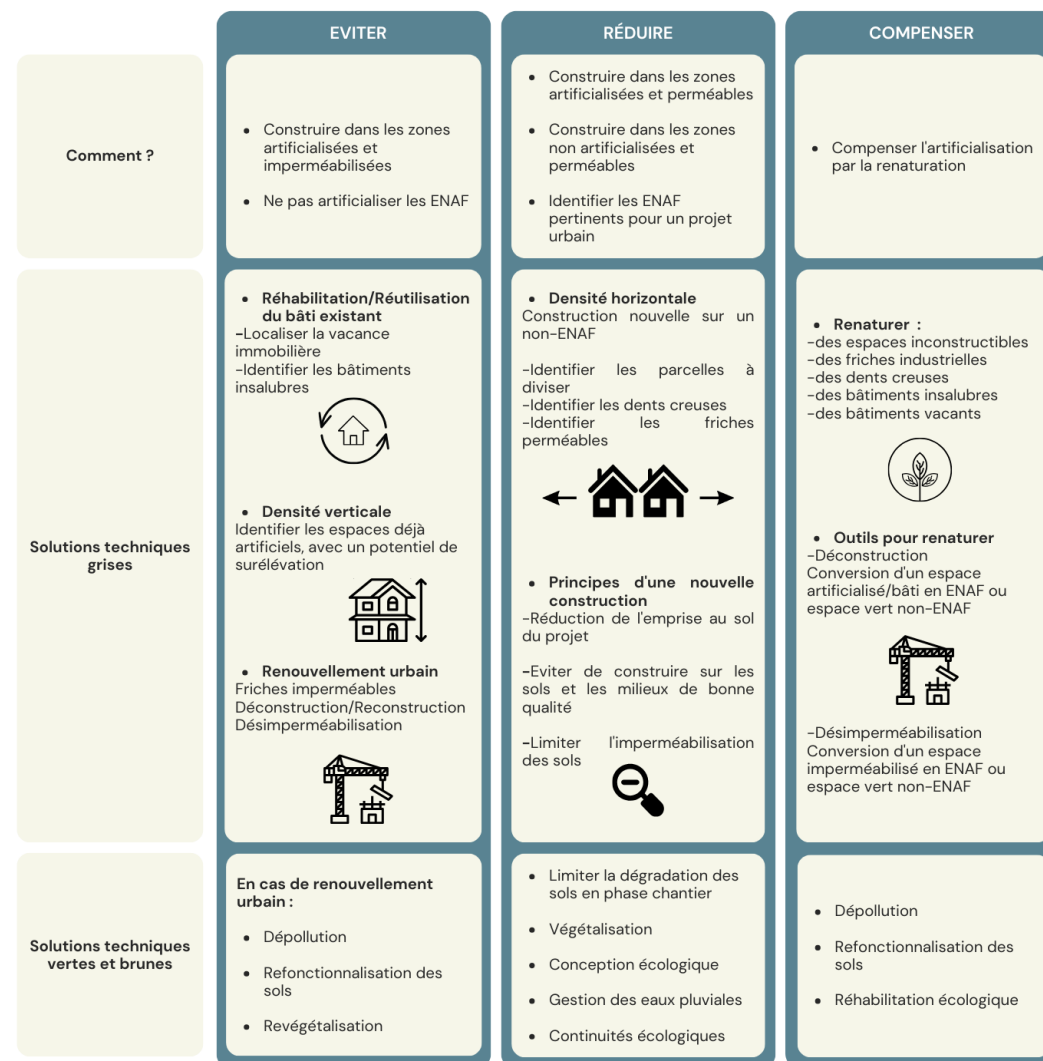 EVITER
RÉDUIRE
COMPENSER
Comment ?
• Construire dans les zones
artificialisées et
imperméabilisées
• Ne pas artificialiser les ENAF
• Construire dans les zones
artificialisées et perméables
• Construire dans les zones
non artificialisées et
perméables
• Identifier les ENAF
pertinents pour un projet
urbain
• Compenser l'artificialisation
par la renaturation
Solutions techniques
grises
• Réhabilitation/Réutilisation
du bâti existant
-Localiser la vacance
immobilière
-Identifier les bâtiments
insalubres
• Densité verticale
Identifier les espaces déjà
artificiels, avec un potentiel de
surélévation
• Renouvellement urbain
Friches imperméables
Déconstruction/Reconstruction
Désimperméabilisation
• Densité horizontale
Construction nouvelle sur un
non-ENAF
-Identifier les parcelles à
diviser
-Identifier les dents creuses
-Identifier les friches
perméables
• Principes d'une nouvelle
construction
-Réduction de l'emprise au sol
du projet
-Eviter de construire sur les
sols et les milieux de bonne
qualité
-Limiter l'imperméabilisation
des sols
• Renaturer :
-des espaces inconstructibles
-des friches industrielles
-des dents creuses
-des bâtiments insalubres
-des bâtiments vacants
• Outils pour renaturer
-Déconstruction
Conversion d'un espace
artificialisé/bâti en ENAF ou
espace vert non-ENAF
-Désimperméabilisation
Conversion d'un espace
imperméabilisé en ENAF ou
espace vert non-ENAF
Solutions techniques
vertes et brunes
En cas de renouvellement
urbain :
• Dépollution
• Refonctionnalisation des
sols
• Revégétalisation
• Limiter la dégradation des
sols en phase chantier
• Végétalisation
• Conception écologique
• Gestion des eaux pluviales
• Continuités écologiques
• Dépollution
• Refonctionnalisation des
sols
• Réhabilitation écologique